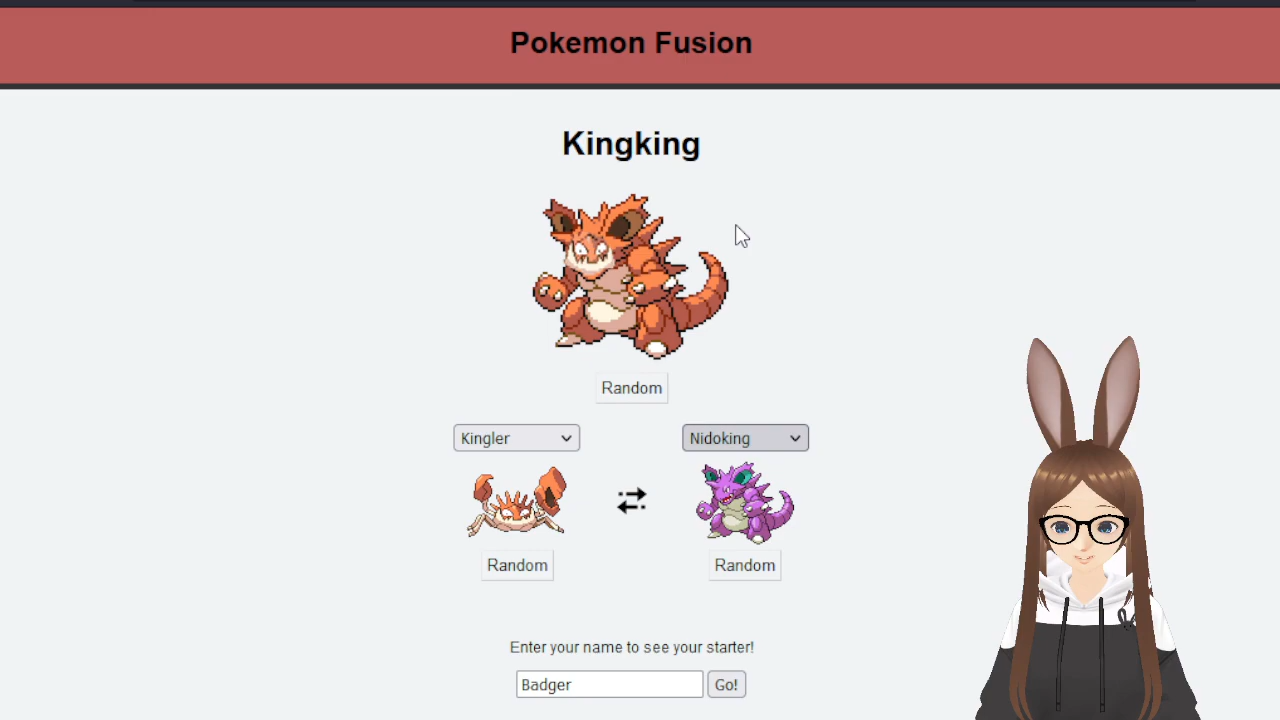 Pokemon Fusion
Kingking
Random
Kingler
Nidoking
Random
Random
Enter your name to see your starter!
Badger
Go!